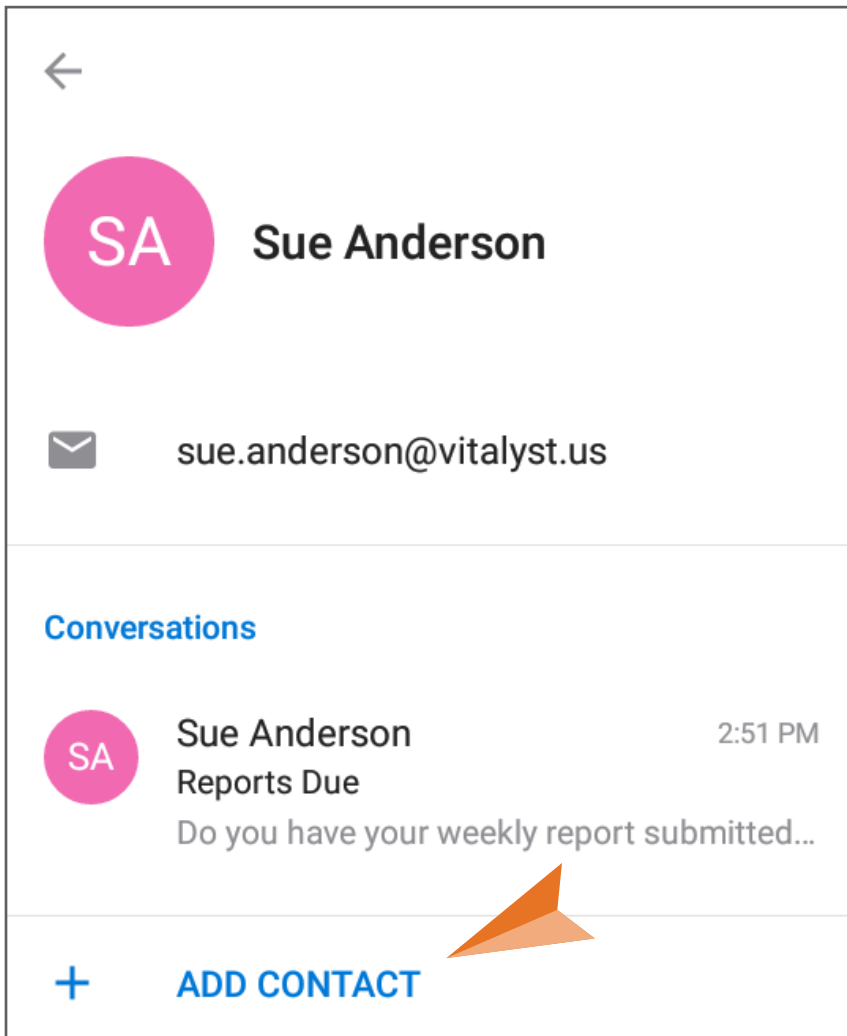 SA
Sue Anderson
sue.anderson@vitalyst.us
Conversations
SA
Sue Anderson
2:51 PM
Reports Due
Do you have your weekly report submitted...
+ ADD CONTACT